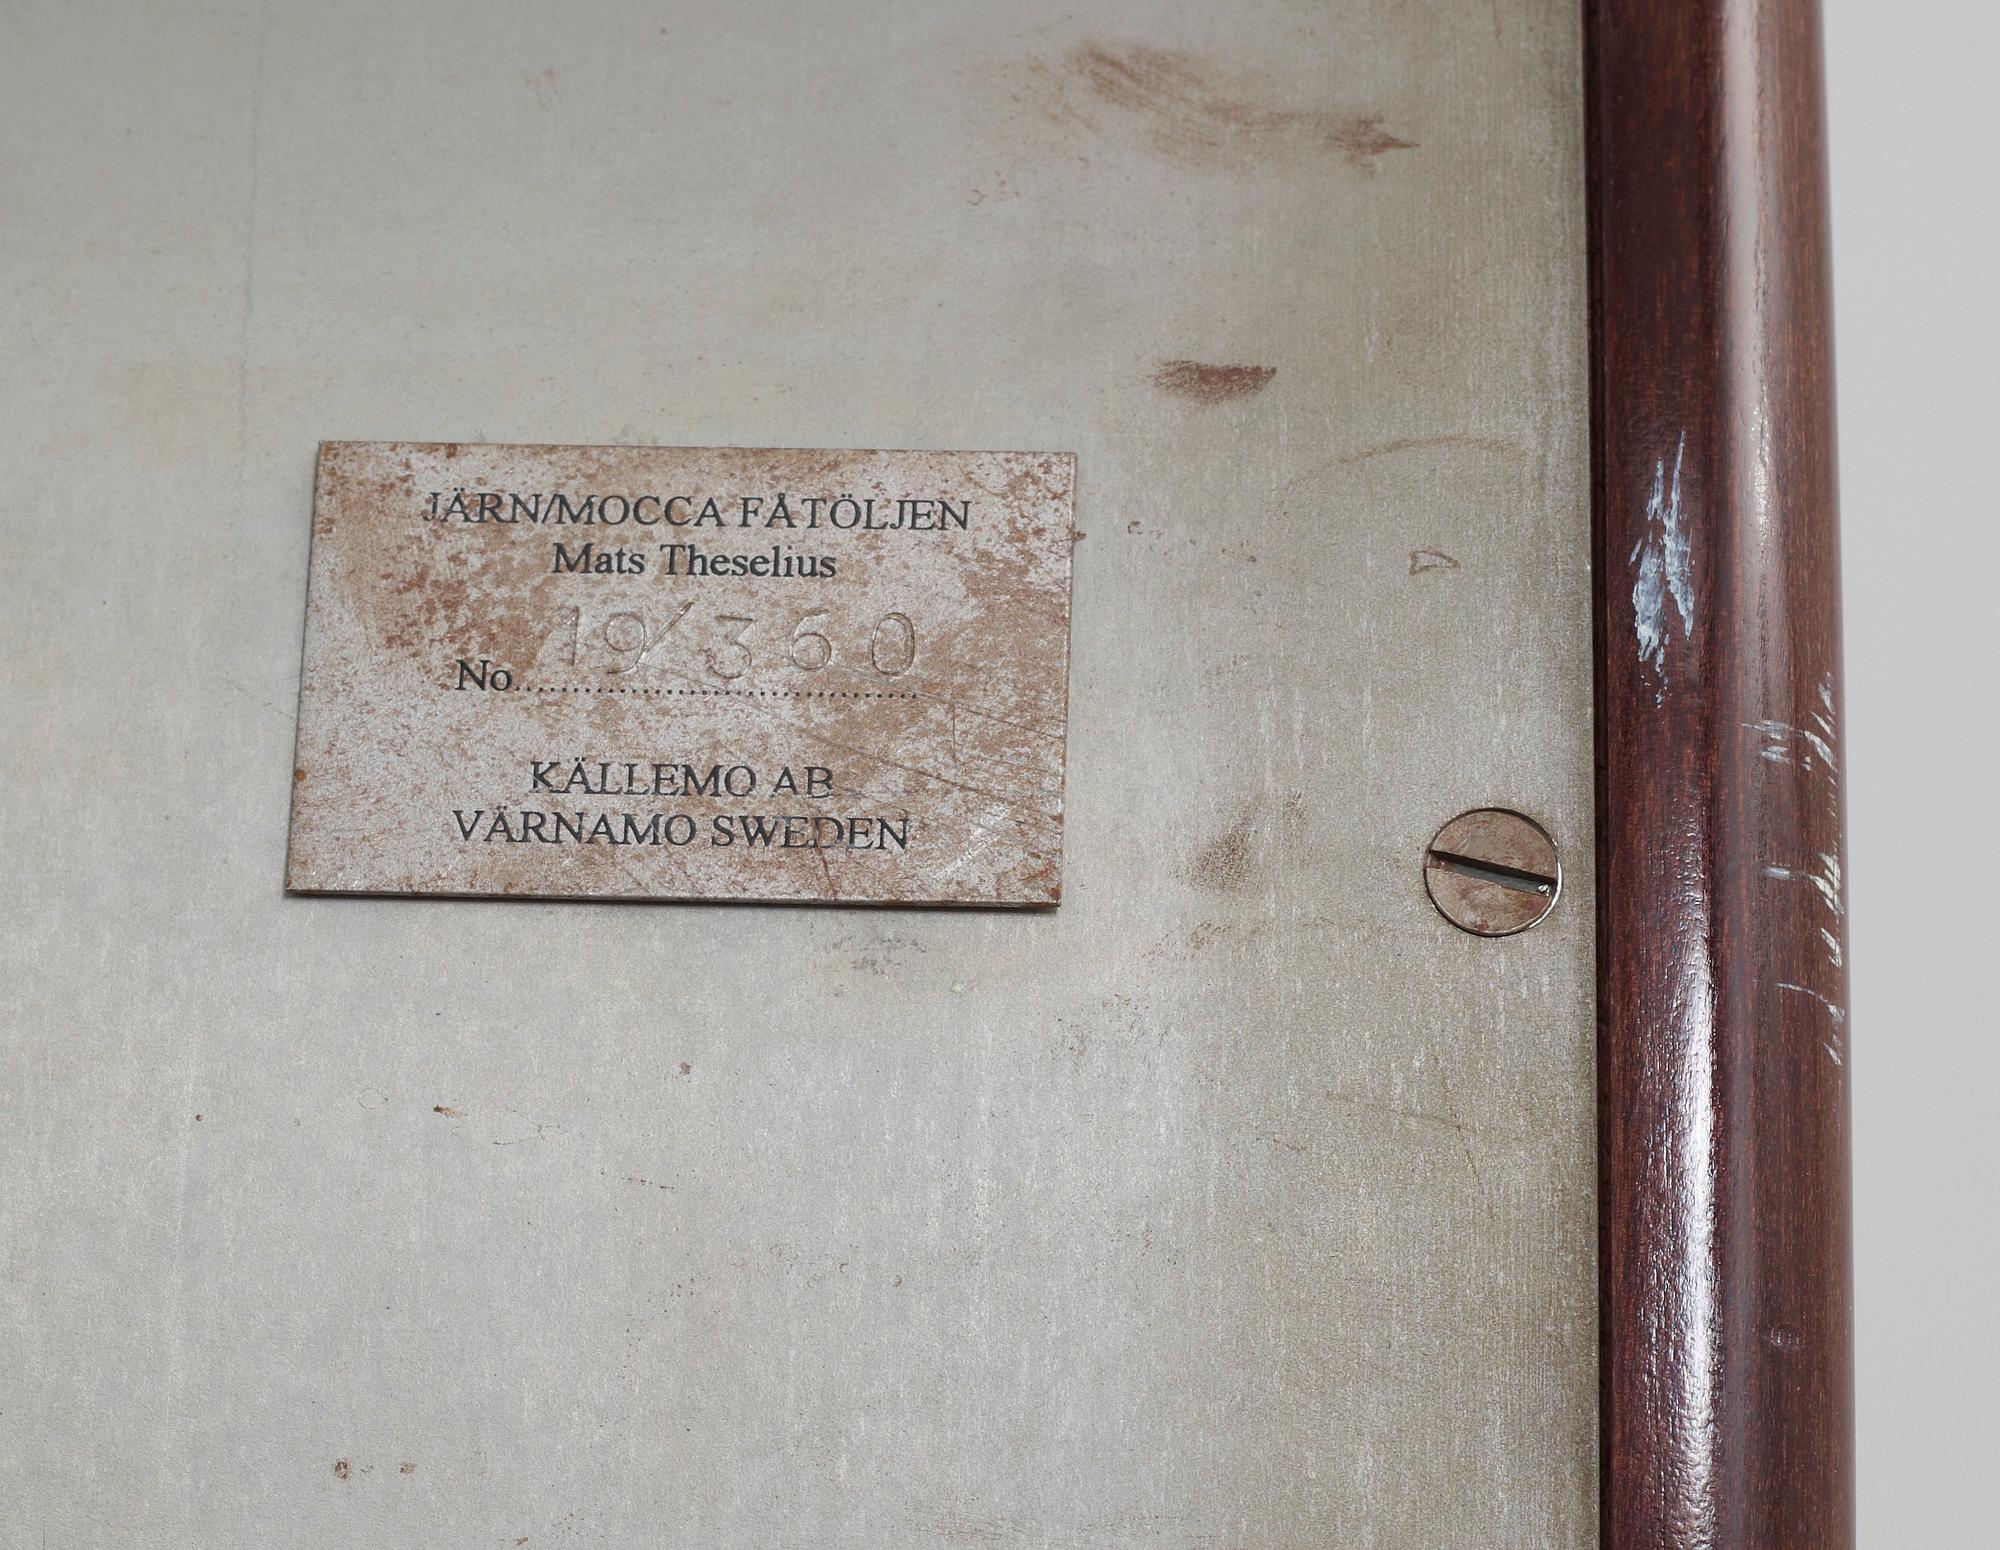 JÄRN/MOCCA FÅTÖLJEN
Mats Theselius
No. 19/360
KÄLLEMO AB
VÄRNAMO SWEDEN